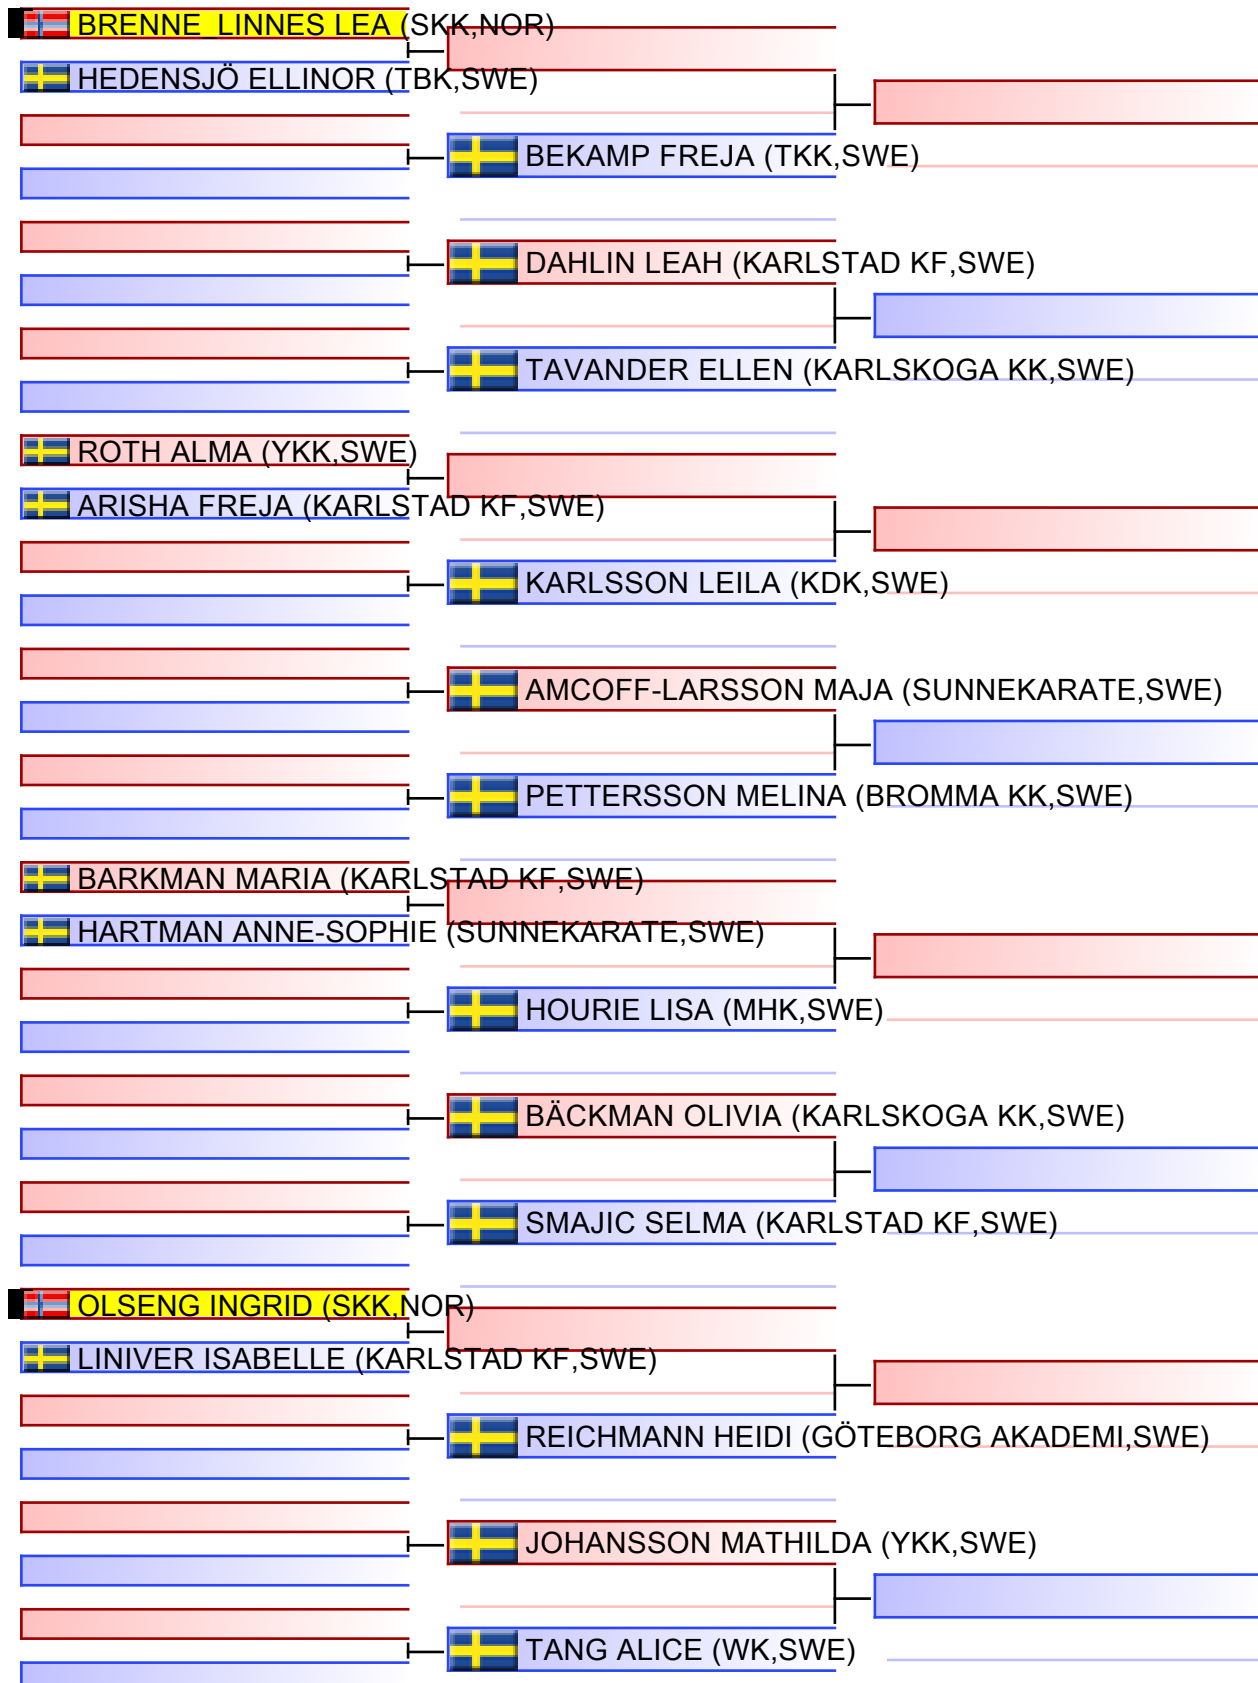 BRENNE_LINNES LEA (SKK,NOR)
HEDENSJÖ ELLINOR (TBK,SWE)
BEKAMP FREJA (TKK,SWE)
DAHLIN LEAH (KARLSTAD KF,SWE)
TAVANDER ELLEN (KARLSKOGA KK,SWE)
ROTH ALMA (YKK,SWE)
ARISHA FREJA (KARLSTAD KF,SWE)
KARLSSON LEILA (KDK,SWE)
AMCOFF-LARSSON MAJA (SUNNEKARATE,SWE)
PETTERSSON MELINA (BROMMA KK,SWE)
BARKMAN MARIA (KARLSTAD KF,SWE)
HARTMAN ANNE-SOPHIE (SUNNEKARATE,SWE)
HOURIE LISA (MHK,SWE)
BÄCKMAN OLIVIA (KARLSKOGA KK,SWE)
SMAJIC SELMA (KARLSTAD KF,SWE)
OLSENG INGRID (SKK,NOR)
LINIVER ISABELLE (KARLSTAD KF,SWE)
REICHMANN HEIDI (GÖTEBORG AKADEMI,SWE)
JOHANSSON MATHILDA (YKK,SWE)
TANG ALICE (WK,SWE)